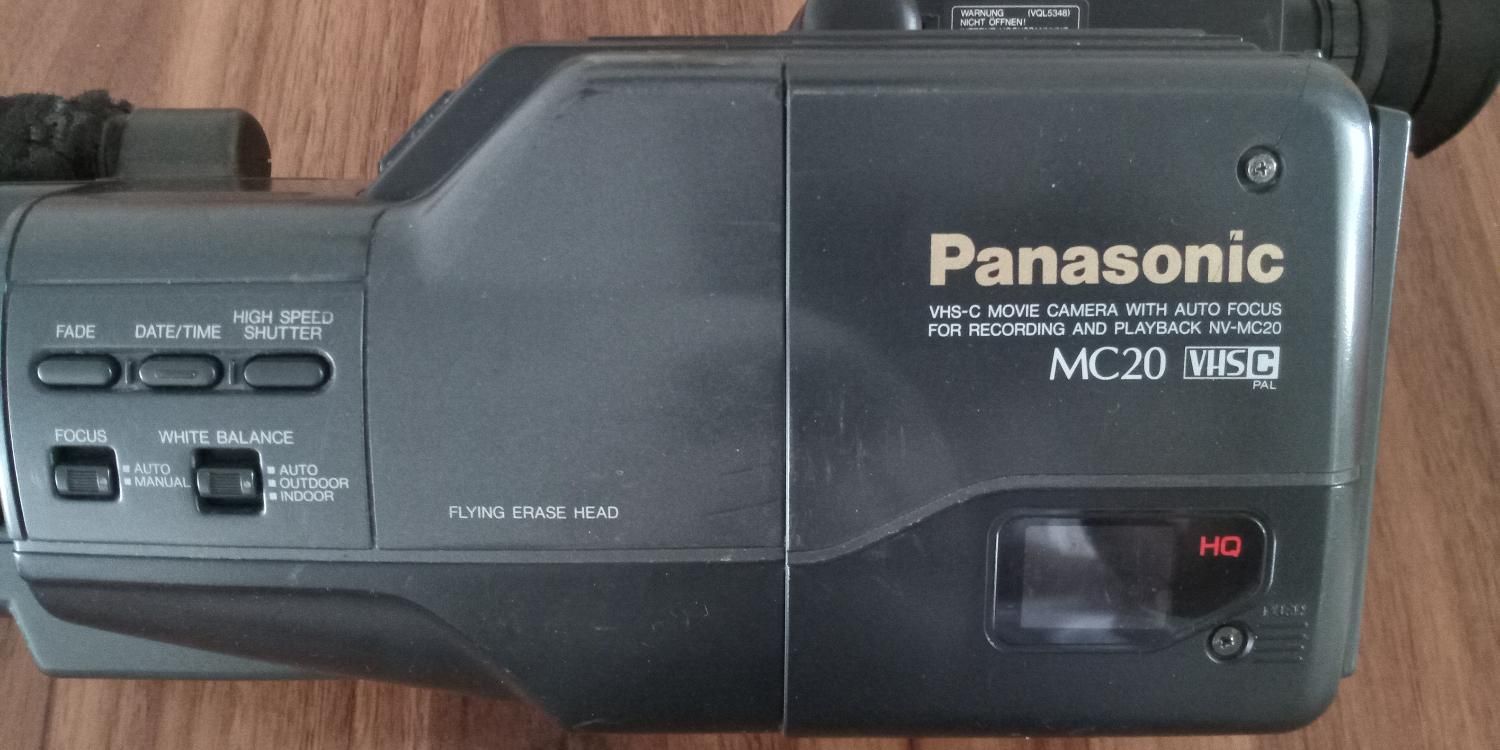 WARNUNG (VQL5348)
NICHT ÖFFNEN!
Panasonic
VHS-C MOVIE CAMERA WITH AUTO FOCUS
FOR RECORDING AND PLAYBACK NV-MC20
MC20 VHS C
PAL
FADE DATE/TIME HIGH SPEED SHUTTER
FOCUS WHITE BALANCE
AUTO
MANUAL
AUTO
OUTDOOR
INDOOR
FLYING ERASE HEAD
HQ